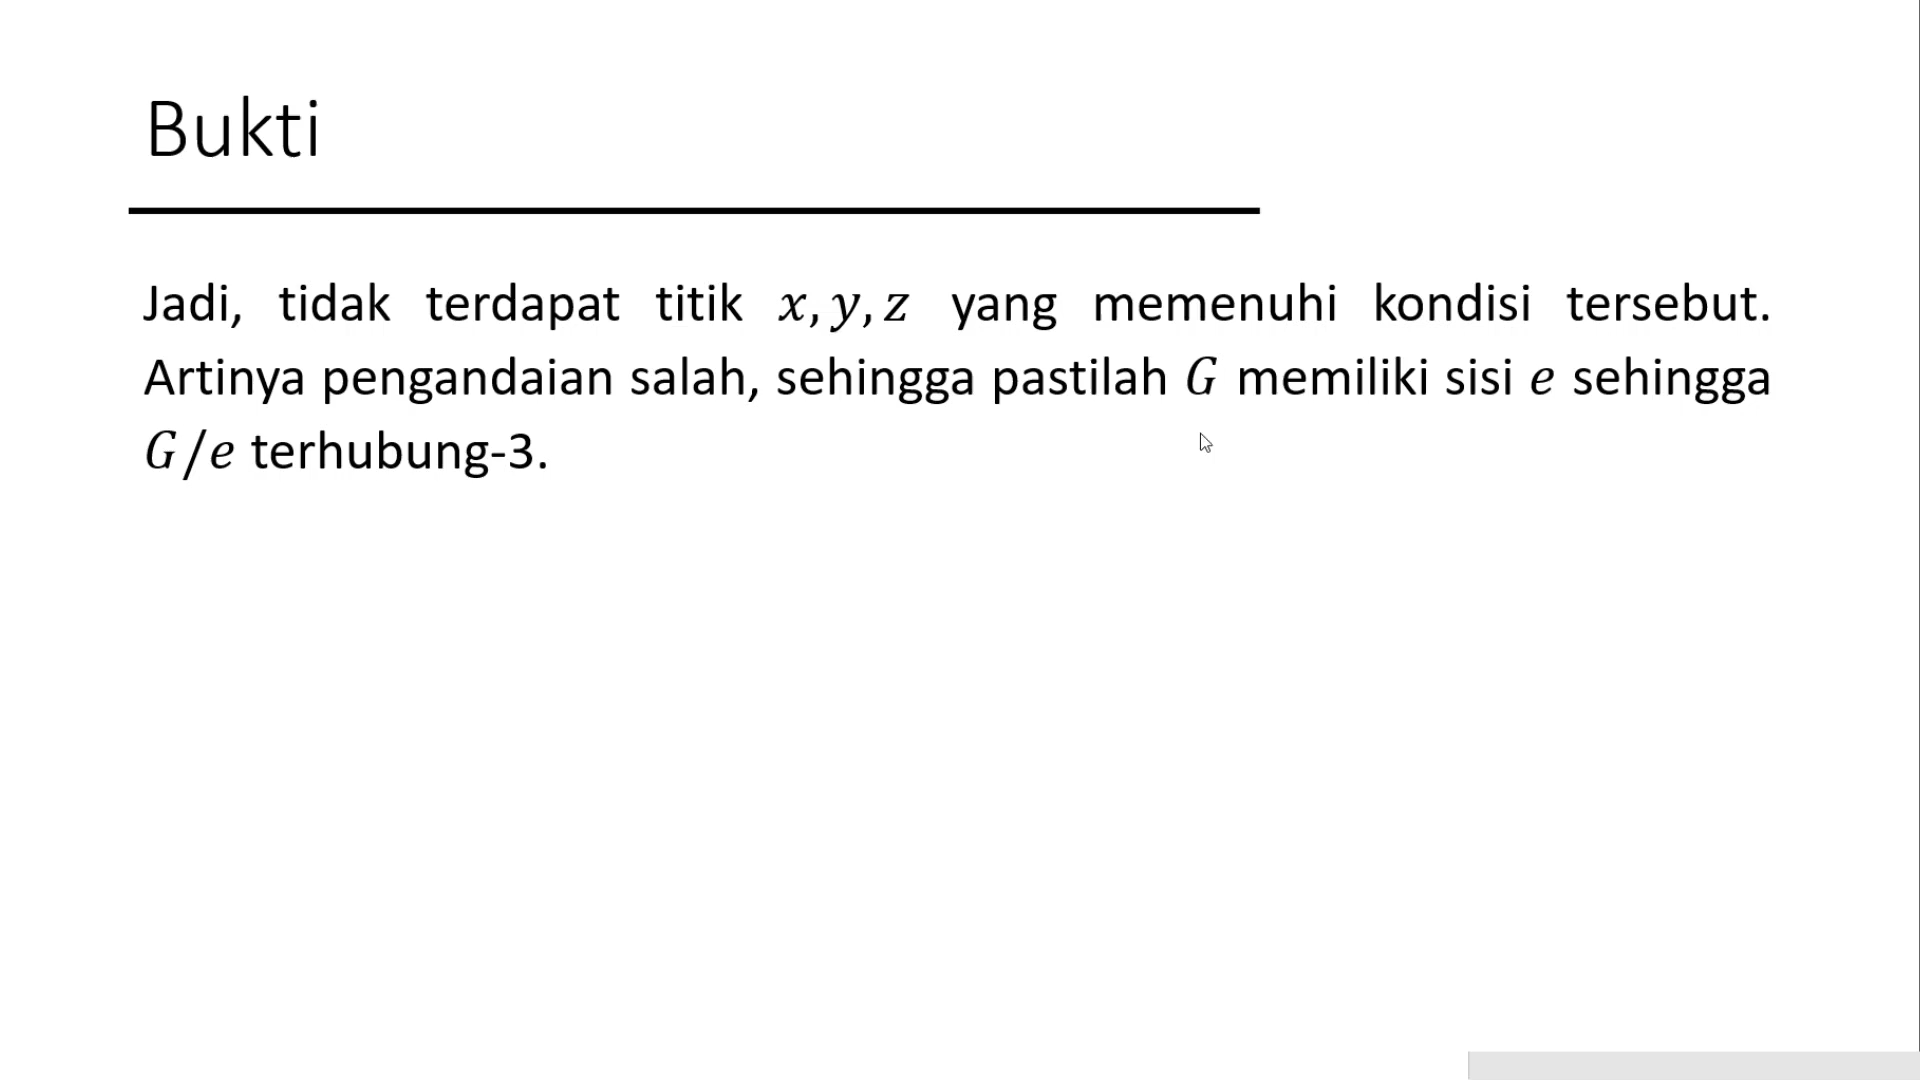 Bukti
Jadi, tidak terdapat titik x, y, z yang memenuhi kondisi tersebut.
Artinya pengandaian salah, sehingga pastilah G memiliki sisi e sehingga
G/e terhubung-3.